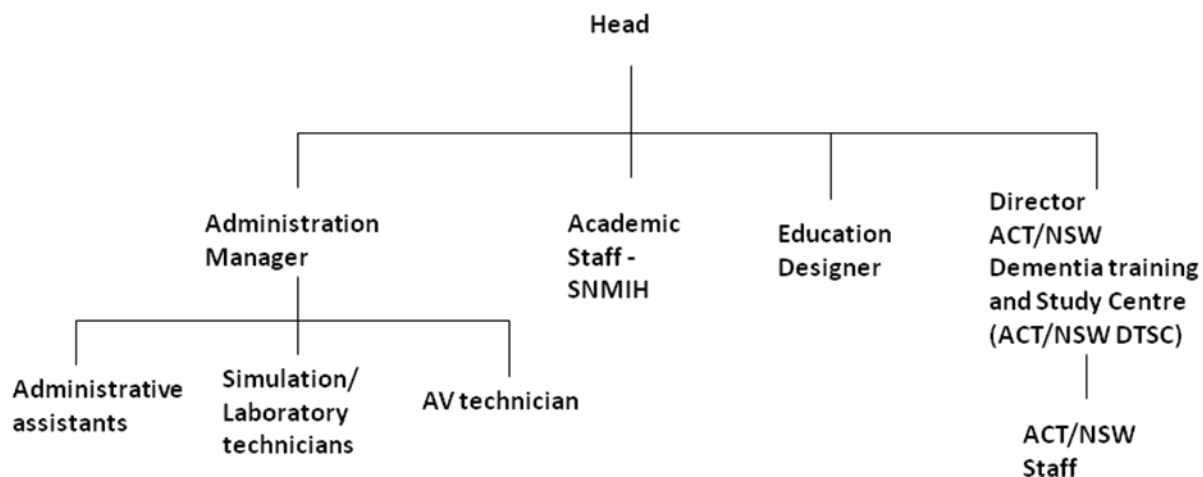 Head
Administration
Manager
Academic
Staff -
SNMIH
Education
Designer
Director
ACT/NSW
Dementia training
and Study Centre
(ACT/NSW DTSC)
Administrative
assistants
Simulation/
Laboratory
technicians
AV technician
ACT/NSW
Staff